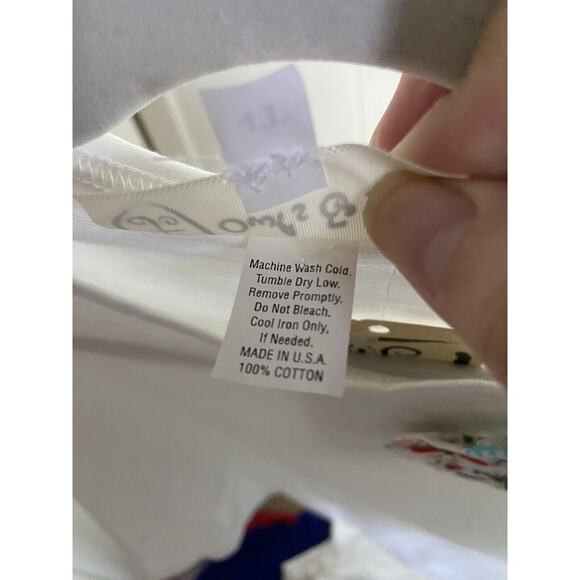 4T
Machine Wash Cold.
Tumble Dry Low.
Remove Promptly.
Do Not Bleach.
Cool Iron Only,
If Needed.
MADE IN U.S.A.
100% COTTON